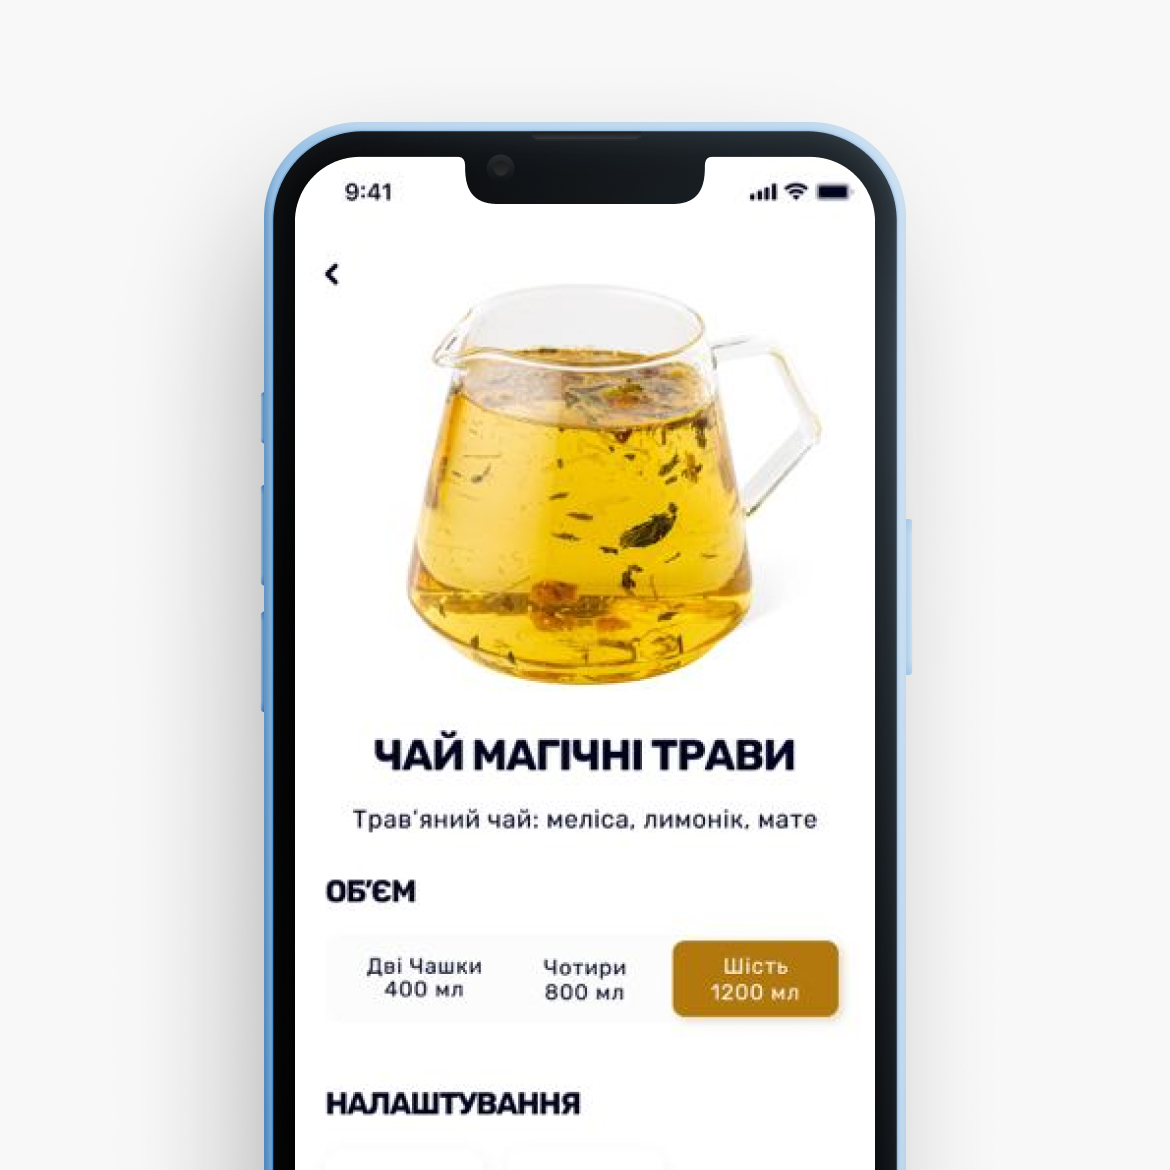 9:41
ЧАЙ МАГІЧНІ ТРАВИ
Трав’яний чай: меліса, лимонік, мате
ОБ’ЄМ
Дві Чашки
400 мл
Чотири
800 мл
Шість
1200 мл
НАЛАШТУВАННЯ